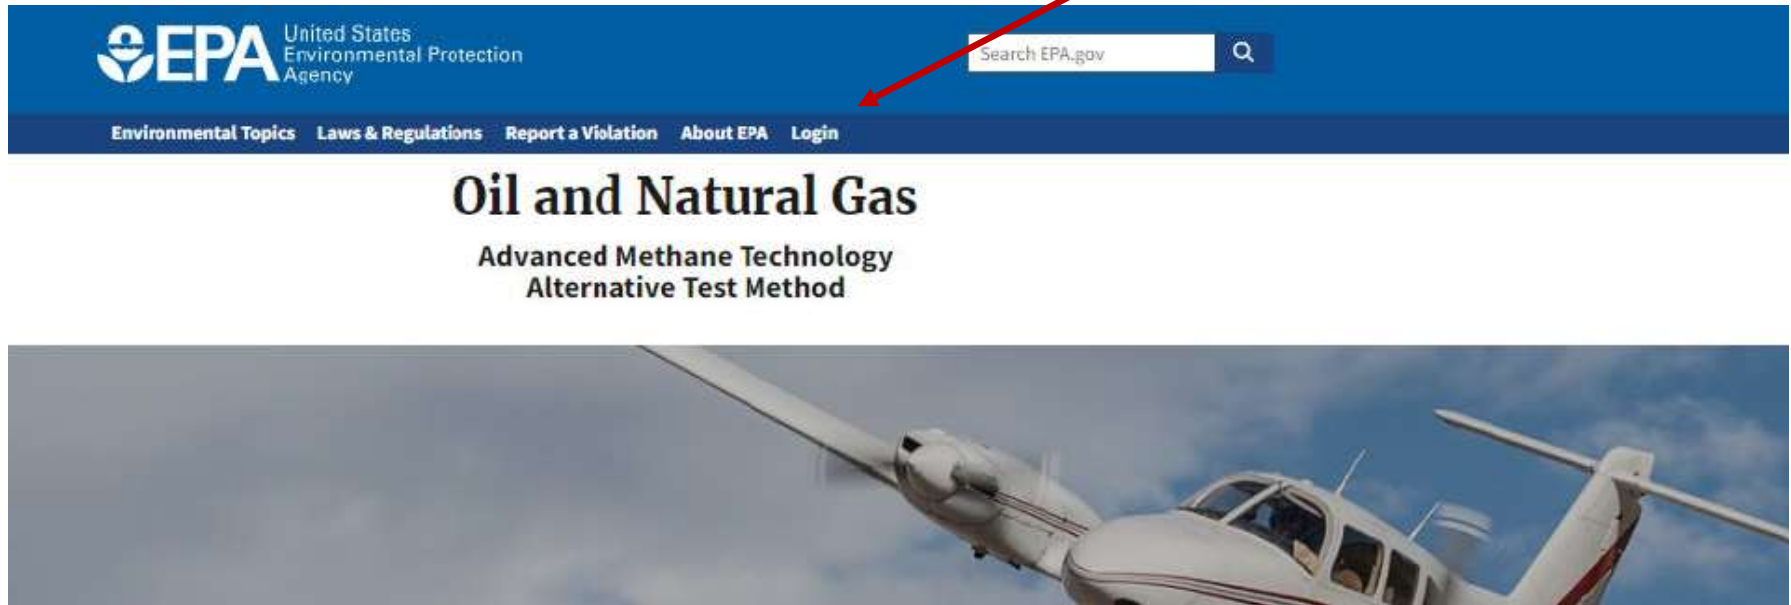 EPA
United States
Environmental Protection
Agency
Search EPA.gov
Environmental Topics Laws & Regulations Report a Violation About EPA Login
Oil and Natural Gas
Advanced Methane Technology
Alternative Test Method